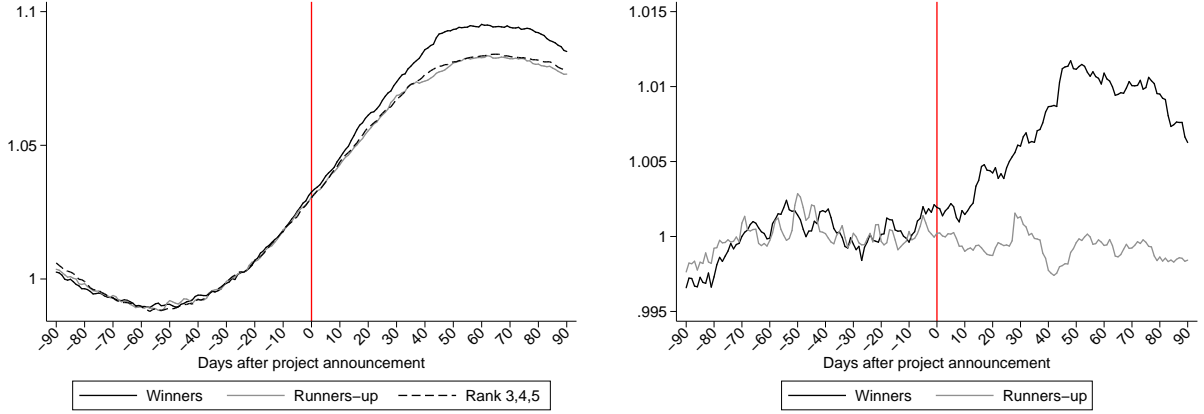 1.1
1.05
1
−90 −80 −70 −60 −50 −40 −30 −20 −10 0 10 20 30 40 50 60 70 80 90
Days after project announcement
Winners Runners−up Rank 3,4,5
1.015
1.01
1.005
1
.995
−90 −80 −70 −60 −50 −40 −30 −20 −10 0 10 20 30 40 50 60 70 80 90
Days after project announcement
Winners Runners−up